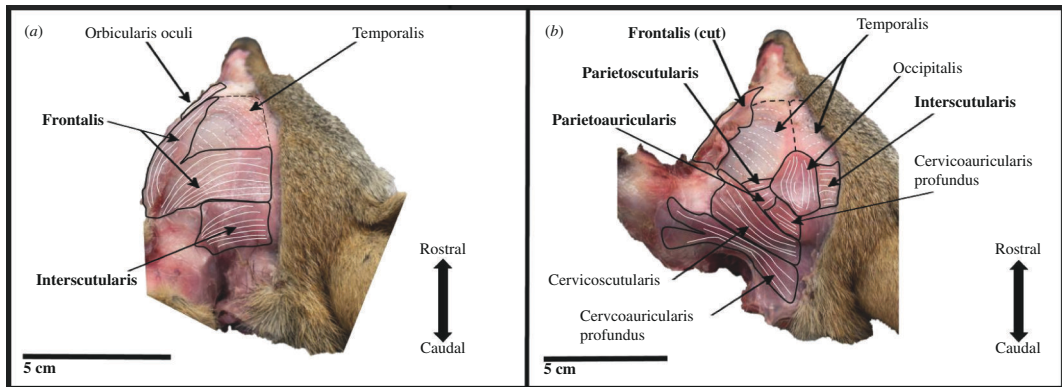 (a)
Orbicularis oculi
Temporalis
Frontalis
Interscutularis
Rostral
Caudal
5 cm
(b)
Frontalis (cut)
Temporalis
Parietoscutularis
Occipitalis
Parietoauricularis
Interscutularis
Cervicoauricularis
profundus
Cervicoscutularis
Cervcoauricularis
profundus
Rostral
Caudal
5 cm